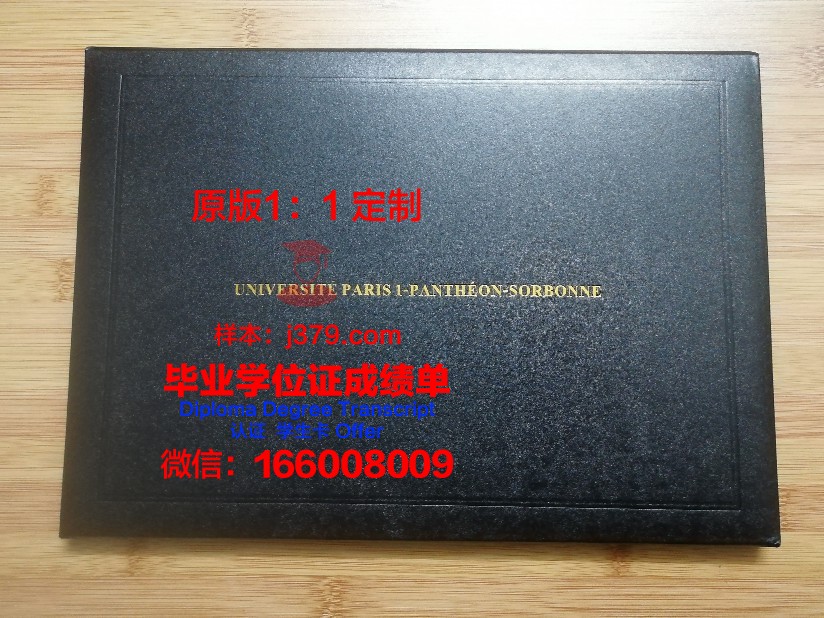 原版1：1 定制
UNIVERSITE PARIS 1-PANTHÉON-SORBONNE
样本：j379.com
毕业学位证成绩单
Diploma Degree Transcript
认证 学生卡 Offer
微信：166008009